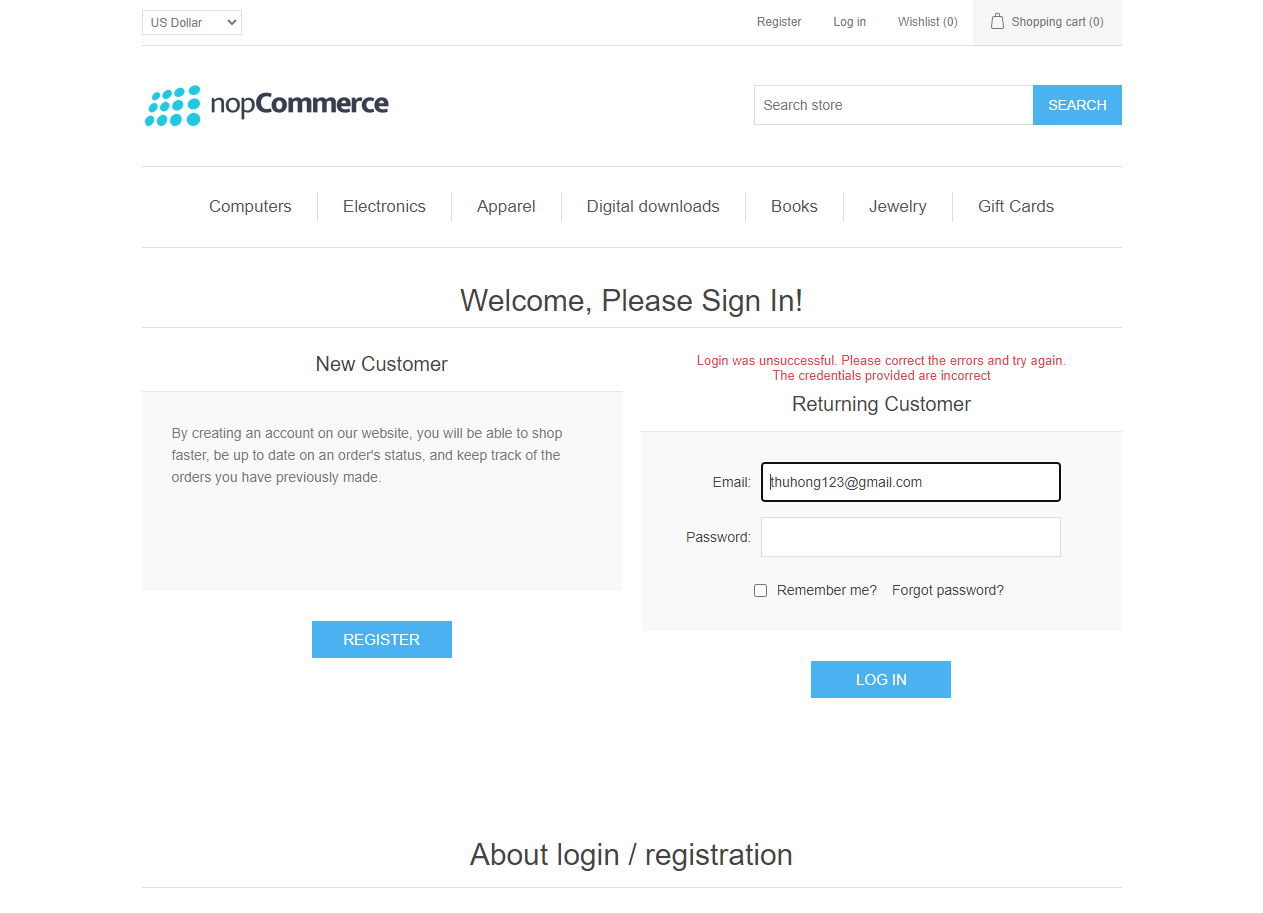 US Dollar
Register
Log in
Wishlist (0)
Shopping cart (0)
nopCommerce
Search store
SEARCH
Computers
Electronics
Apparel
Digital downloads
Books
Jewelry
Gift Cards
Welcome, Please Sign In!
New Customer
By creating an account on our website, you will be able to shop
faster, be up to date on an order's status, and keep track of the
orders you have previously made.
REGISTER
Login was unsuccessful. Please correct the errors and try again.
The credentials provided are incorrect
Returning Customer
Email:
thuhong123@gmail.com
Password:
Remember me?
Forgot password?
LOG IN
About login / registration